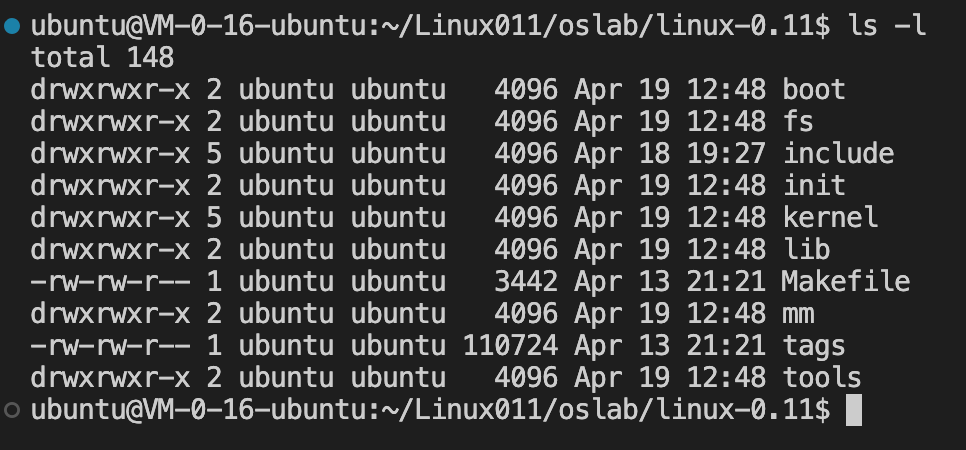 ubuntu@VM-0-16-ubuntu:~/Linux011/oslab/linux-0.11$ ls -l
total 148
drwxrwxr-x 2 ubuntu ubuntu   4096 Apr 19 12:48 boot
drwxrwxr-x 2 ubuntu ubuntu   4096 Apr 19 12:48 fs
drwxrwxr-x 5 ubuntu ubuntu   4096 Apr 18 19:27 include
drwxrwxr-x 2 ubuntu ubuntu   4096 Apr 19 12:48 init
drwxrwxr-x 5 ubuntu ubuntu   4096 Apr 19 12:48 kernel
drwxrwxr-x 2 ubuntu ubuntu   4096 Apr 19 12:48 lib
-rw-rw-r-- 1 ubuntu ubuntu   3442 Apr 13 21:21 Makefile
drwxrwxr-x 2 ubuntu ubuntu   4096 Apr 19 12:48 mm
-rw-rw-r-- 1 ubuntu ubuntu 110724 Apr 13 21:21 tags
drwxrwxr-x 2 ubuntu ubuntu   4096 Apr 19 12:48 tools
ubuntu@VM-0-16-ubuntu:~/Linux011/oslab/linux-0.11$